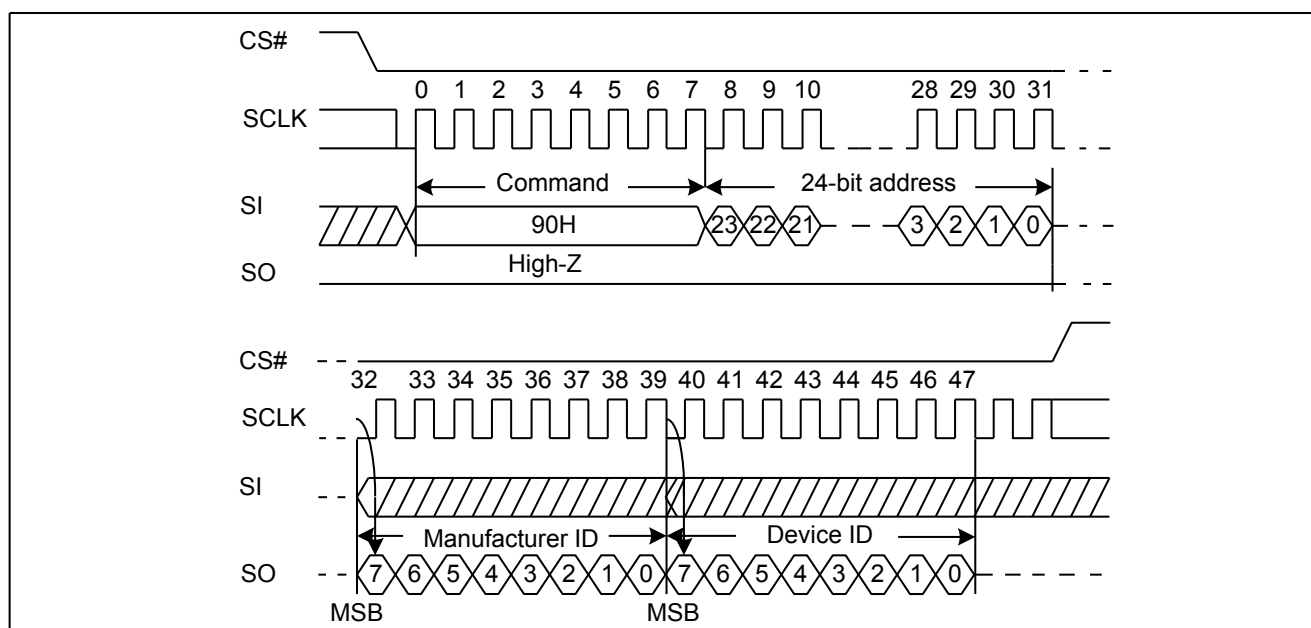 CS#
0 1 2 3 4 5 6 7 8 9 10 28 29 30 31
SCLK
Command 24-bit address
SI
90H 23 22 21 3 2 1 0
High-Z
SO
CS#
32 33 34 35 36 37 38 39 40 41 42 43 44 45 46 47
SCLK
SI
Manufacturer ID Device ID
SO 7 6 5 4 3 2 1 0 7 6 5 4 3 2 1 0
MSB MSB